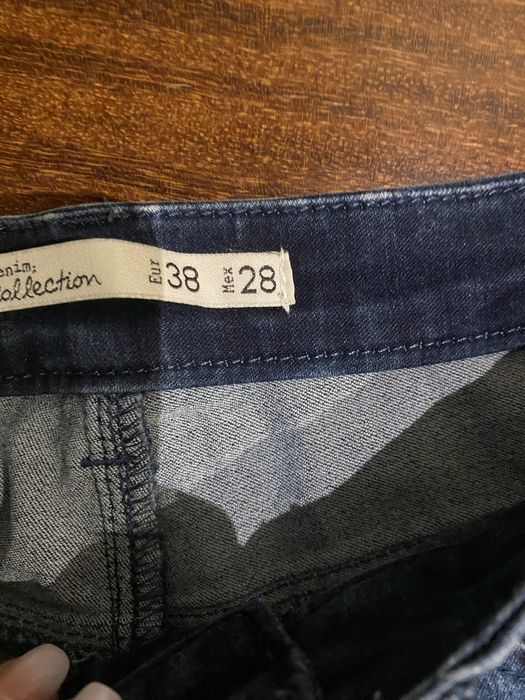 enim;
ollection
Eur 38 Mex 28